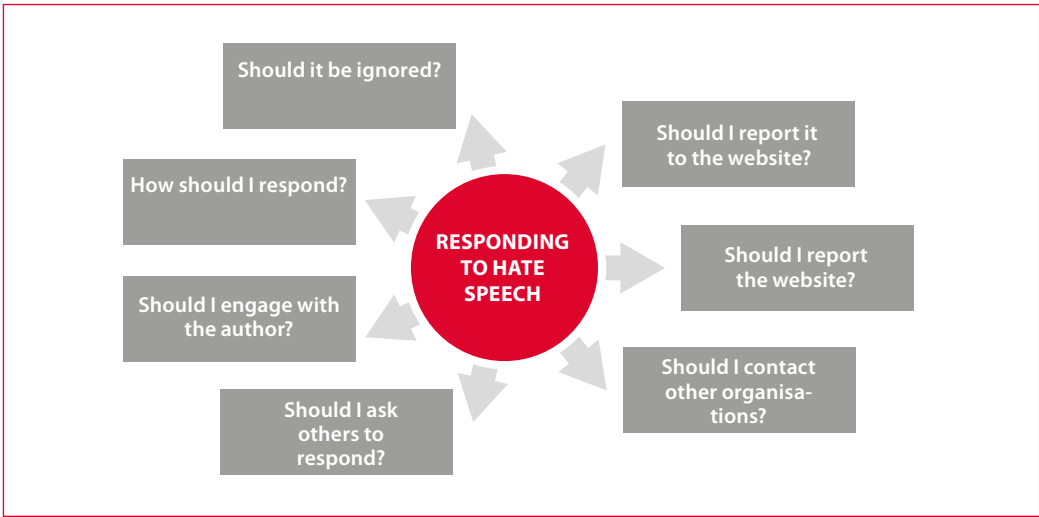 Should it be ignored?
Should I report it
to the website?
How should I respond?
RESPONDING
TO HATE
SPEECH
Should I report
the website?
Should I engage with
the author?
Should I contact
other organisa-
tions?
Should I ask
others to
respond?